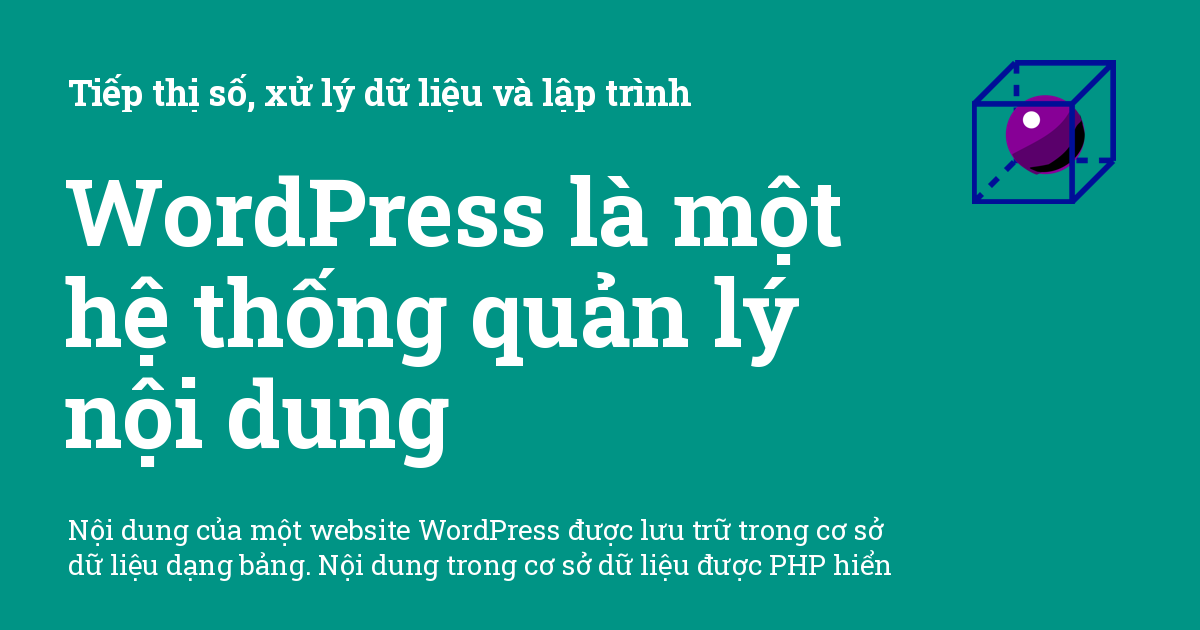 Tiếp thị số, xử lý dữ liệu và lập trình
WordPress là một
hệ thống quản lý
nội dung
Nội dung của một website WordPress được lưu trữ trong cơ sở
dữ liệu dạng bảng. Nội dung trong cơ sở dữ liệu được PHP hiển